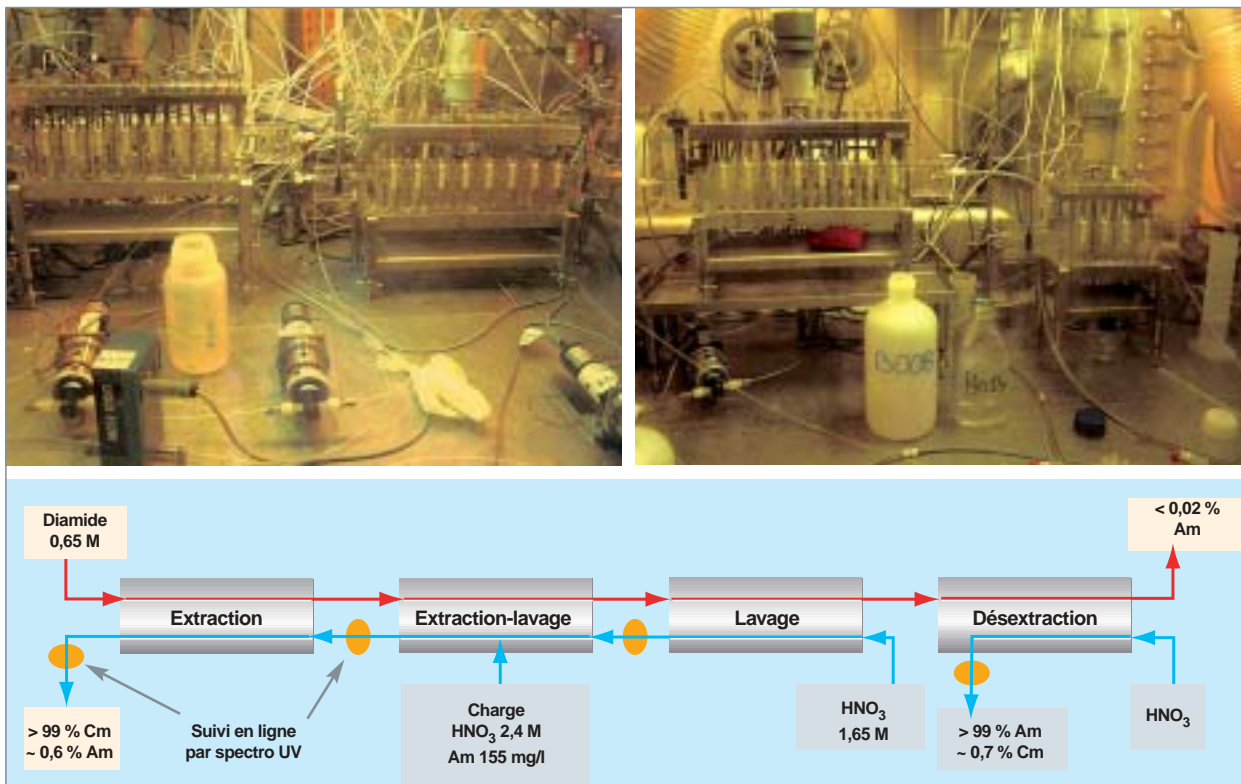 Diamide
0,65 M
< 0,02 %
Am
Extraction
Extraction-lavage
Lavage
Désextraction
> 99 % Cm
~ 0,6 % Am
Suivi en ligne
par spectro UV
Charge
HNO3 2,4 M
Am 155 mg/l
HNO3
1,65 M
> 99 % Am
~ 0,7 % Cm
HNO3